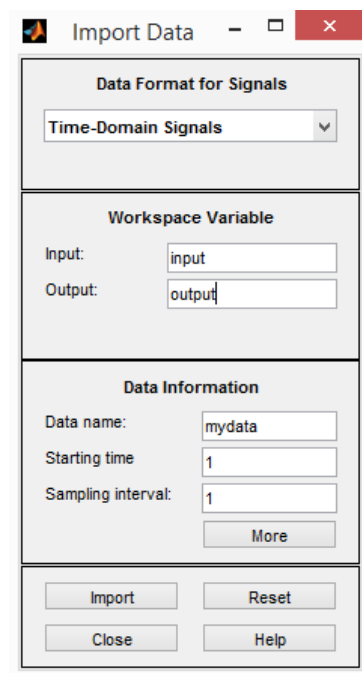 Import Data
Data Format for Signals
Time-Domain Signals
Workspace Variable
Input: input
Output: output
Data Information
Data name: mydata
Starting time 1
Sampling interval: 1
More
Import Reset
Close Help